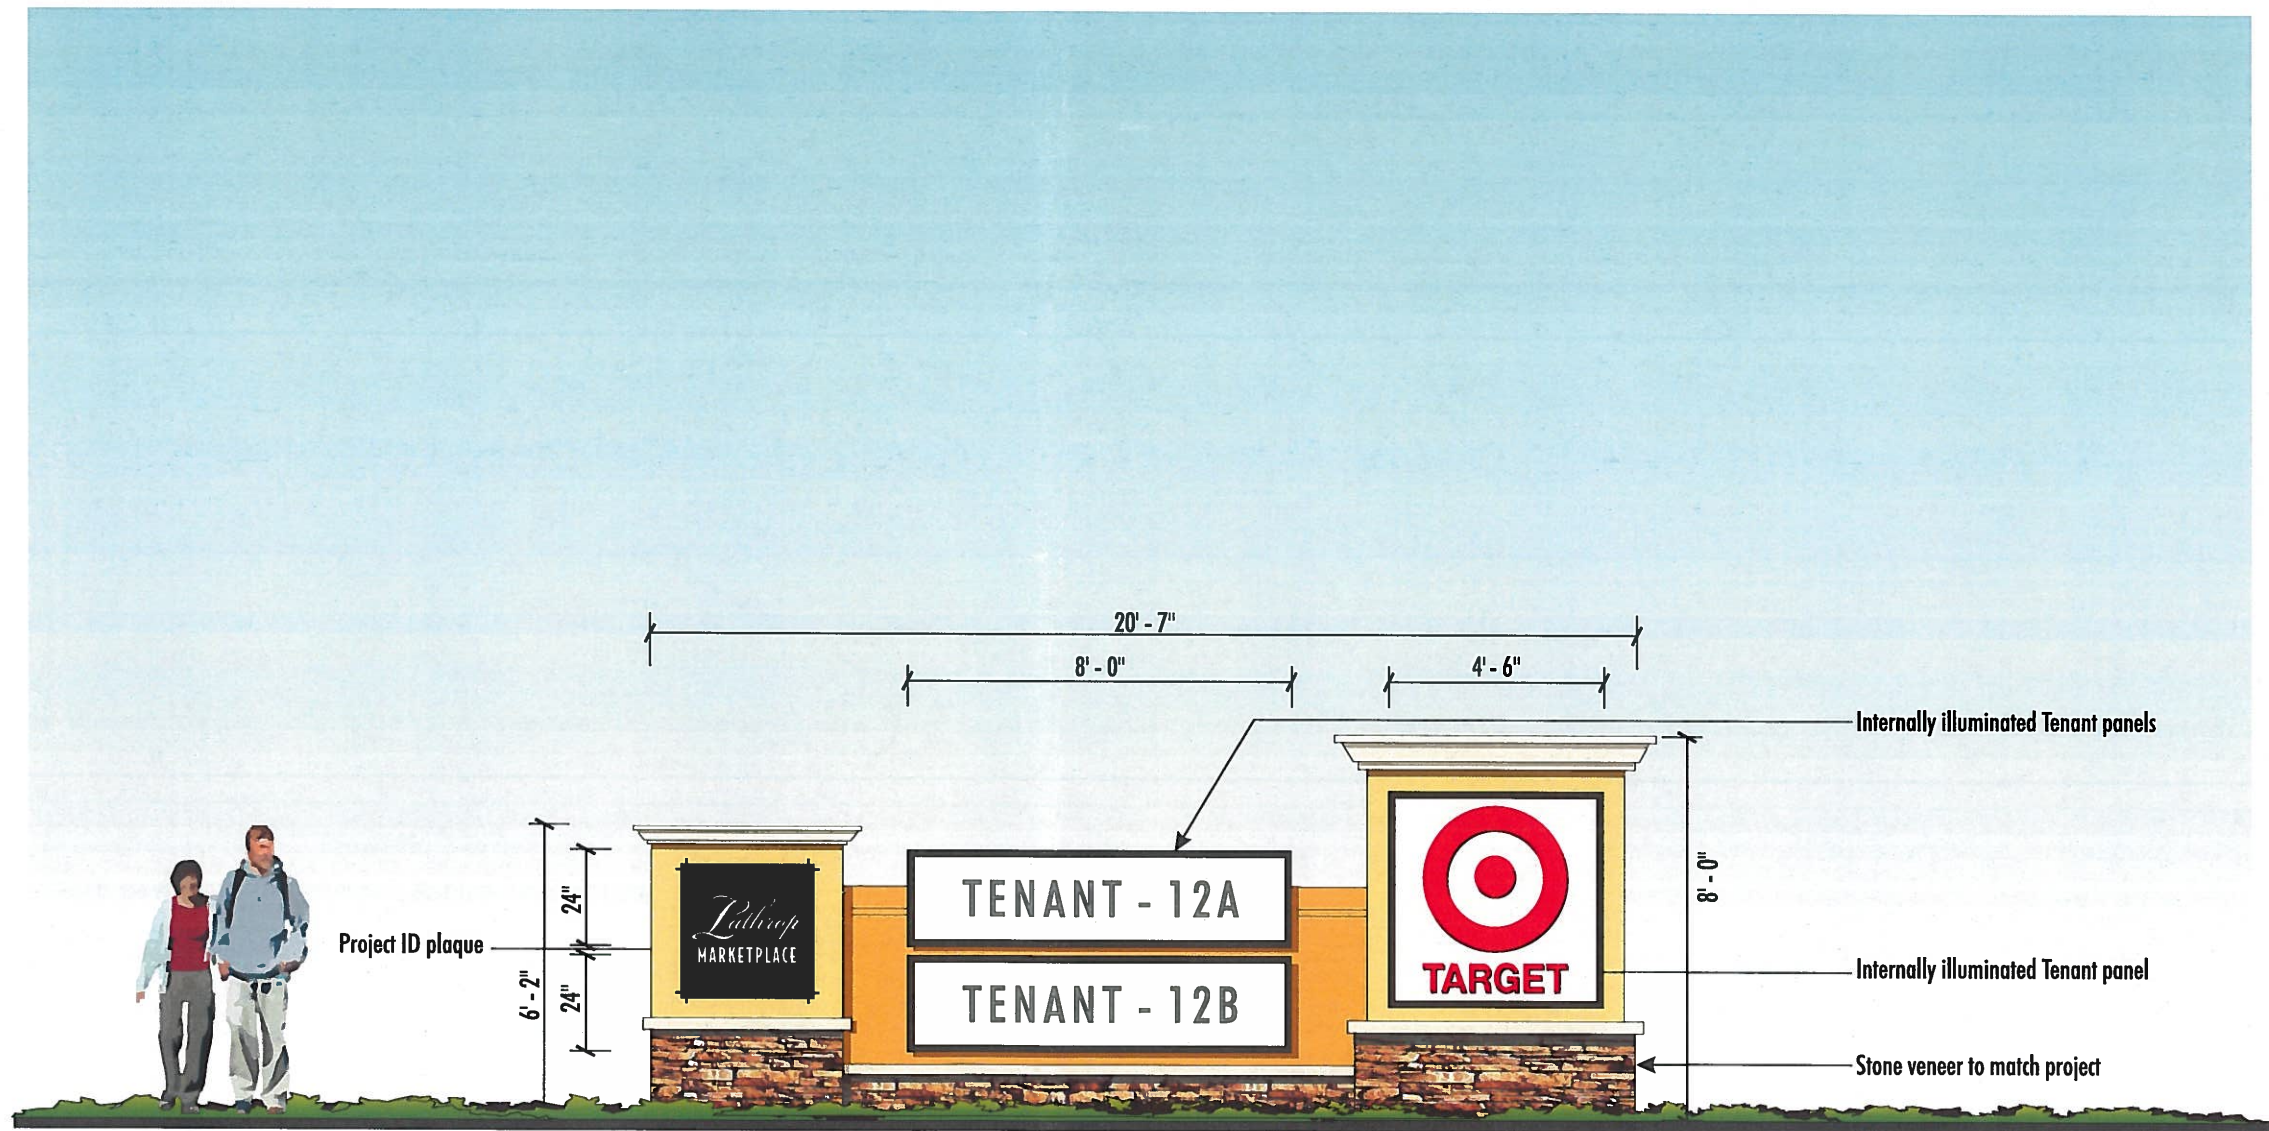 20' - 7"
8' - 0"
4' - 6"
Internally illuminated Tenant panels
24"
24"
6' - 2"
Project ID plaque
Lathrop
MARKETPLACE
TENANT - 12A
TENANT - 12B
TARGET
8' - 0"
Internally illuminated Tenant panel
Stone veneer to match project